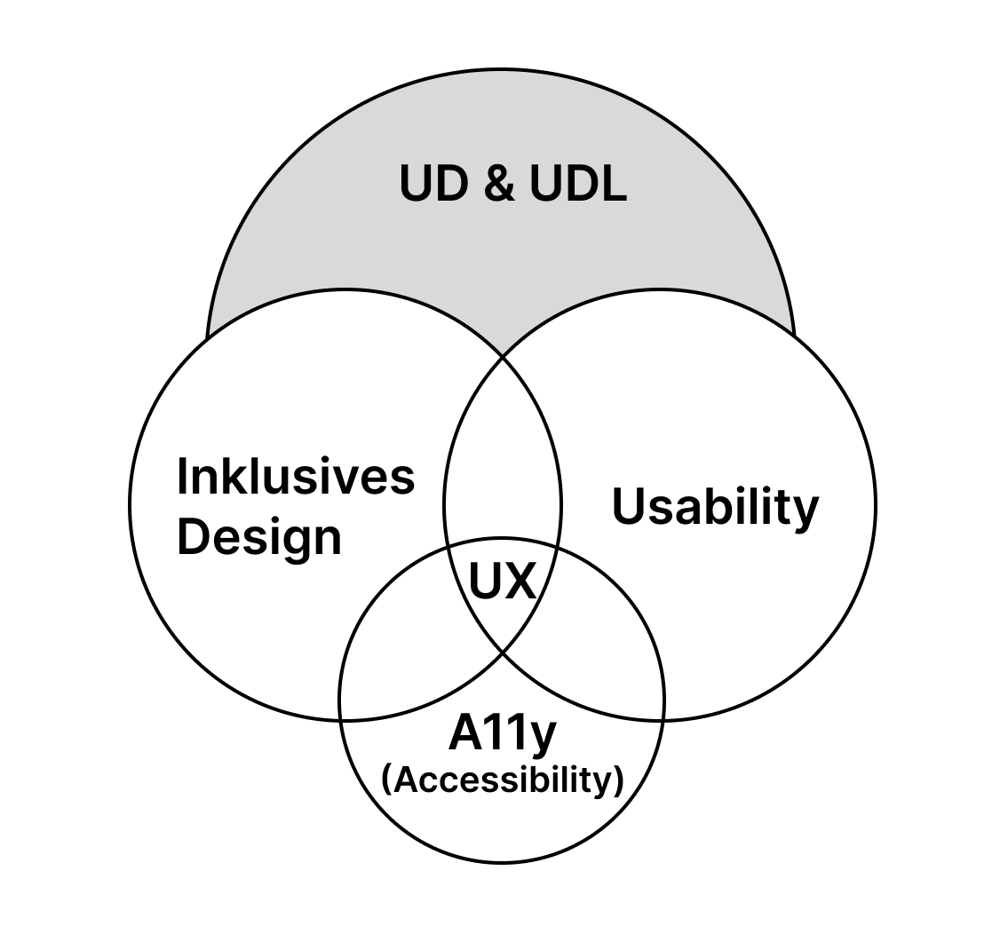 UD & UDL
Inklusives
Design
Usability
UX
A11y
(Accessibility)